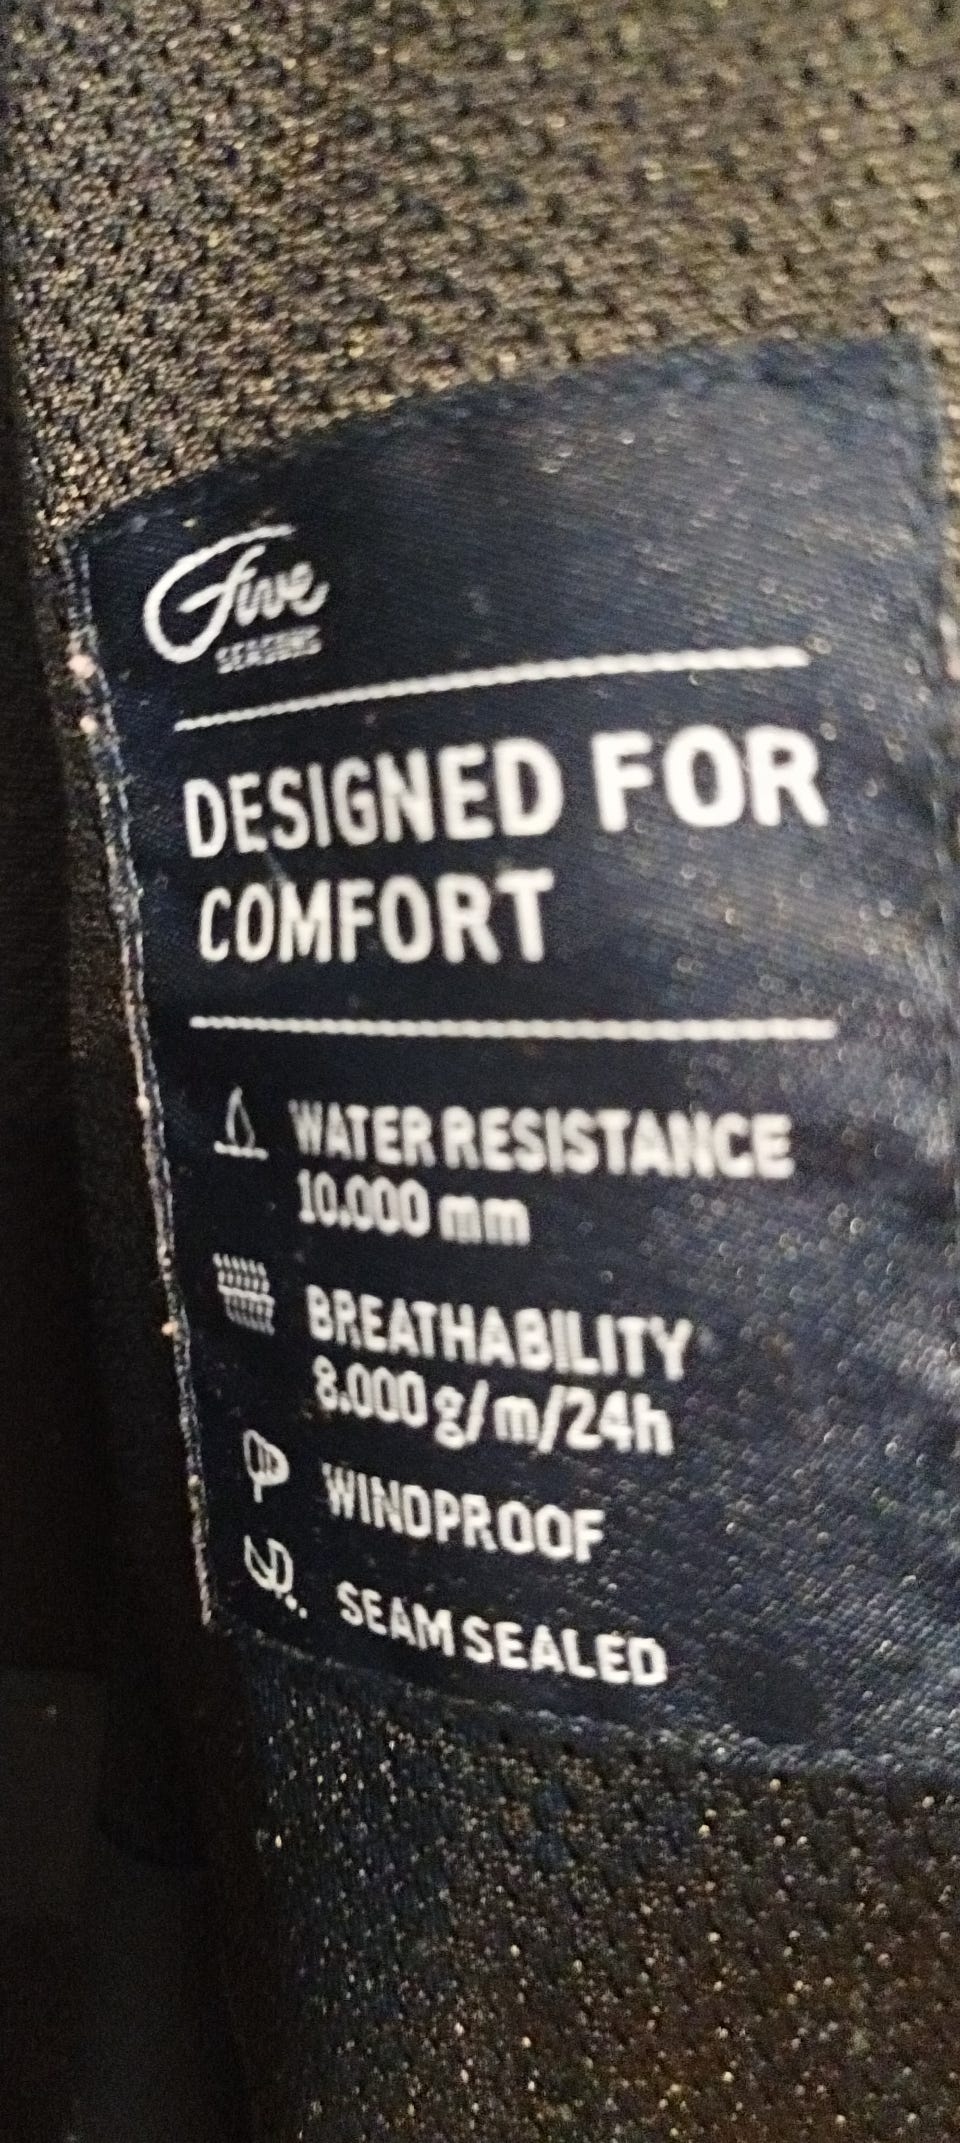 Five
SEASONS
DESIGNED FOR
COMFORT
WATER RESISTANCE
10.000 mm
BREATHABILITY
8.000 g/m/24h
WINDPROOF
SEAM SEALED